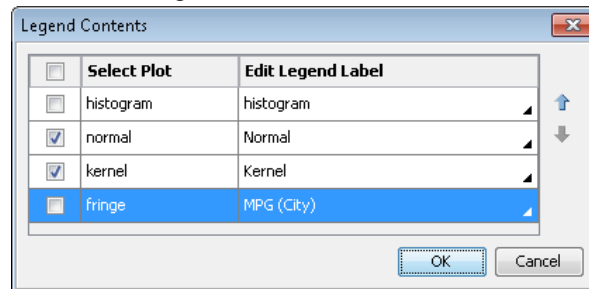 Legend Contents
Select Plot Edit Legend Label
histogram histogram
normal Normal
kernel Kernel
fringe MPG (City)
OK Cancel